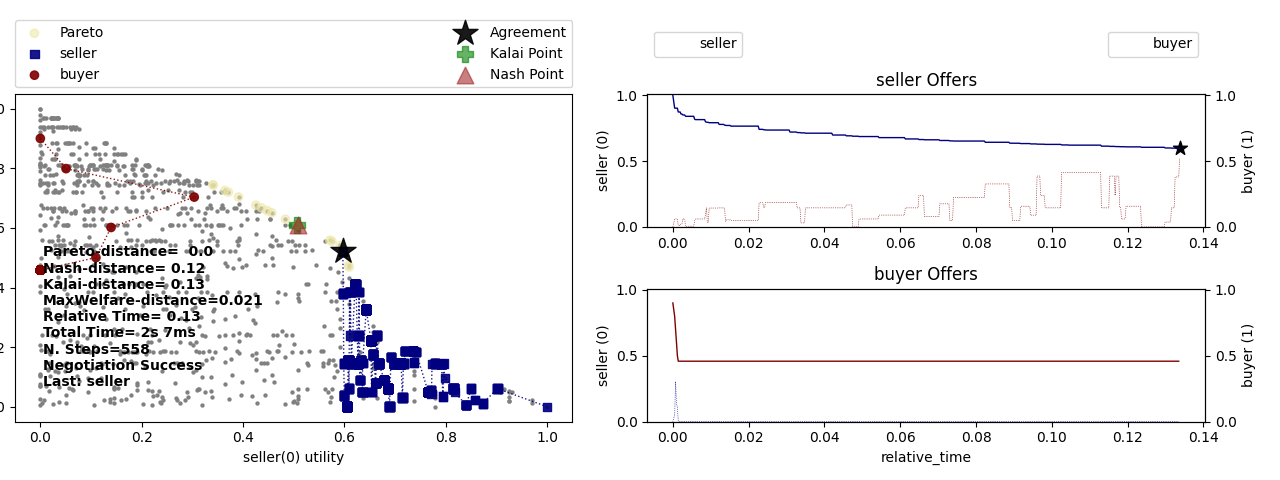 Pareto
seller
buyer
Agreement
Kalai Point
Nash Point
Pareto-distance= 0.0
Nash-distance= 0.12
Kalai-distance= 0.13
MaxWelfare-distance=0.021
Relative Time= 0.13
Total Time= 2s 7ms
N. Steps=558
Negotiation Success
Last: seller
0.0 0.2 0.4 0.6 0.8 1.0
seller(0) utility
seller
buyer
seller Offers
1.0
0.5
0.0
seller (0)
1.0
0.5
0.0
buyer (1)
0.00 0.02 0.04 0.06 0.08 0.10 0.12 0.14
buyer Offers
1.0
0.5
0.0
seller (0)
1.0
0.5
0.0
buyer (1)
0.00 0.02 0.04 0.06 0.08 0.10 0.12 0.14
relative_time